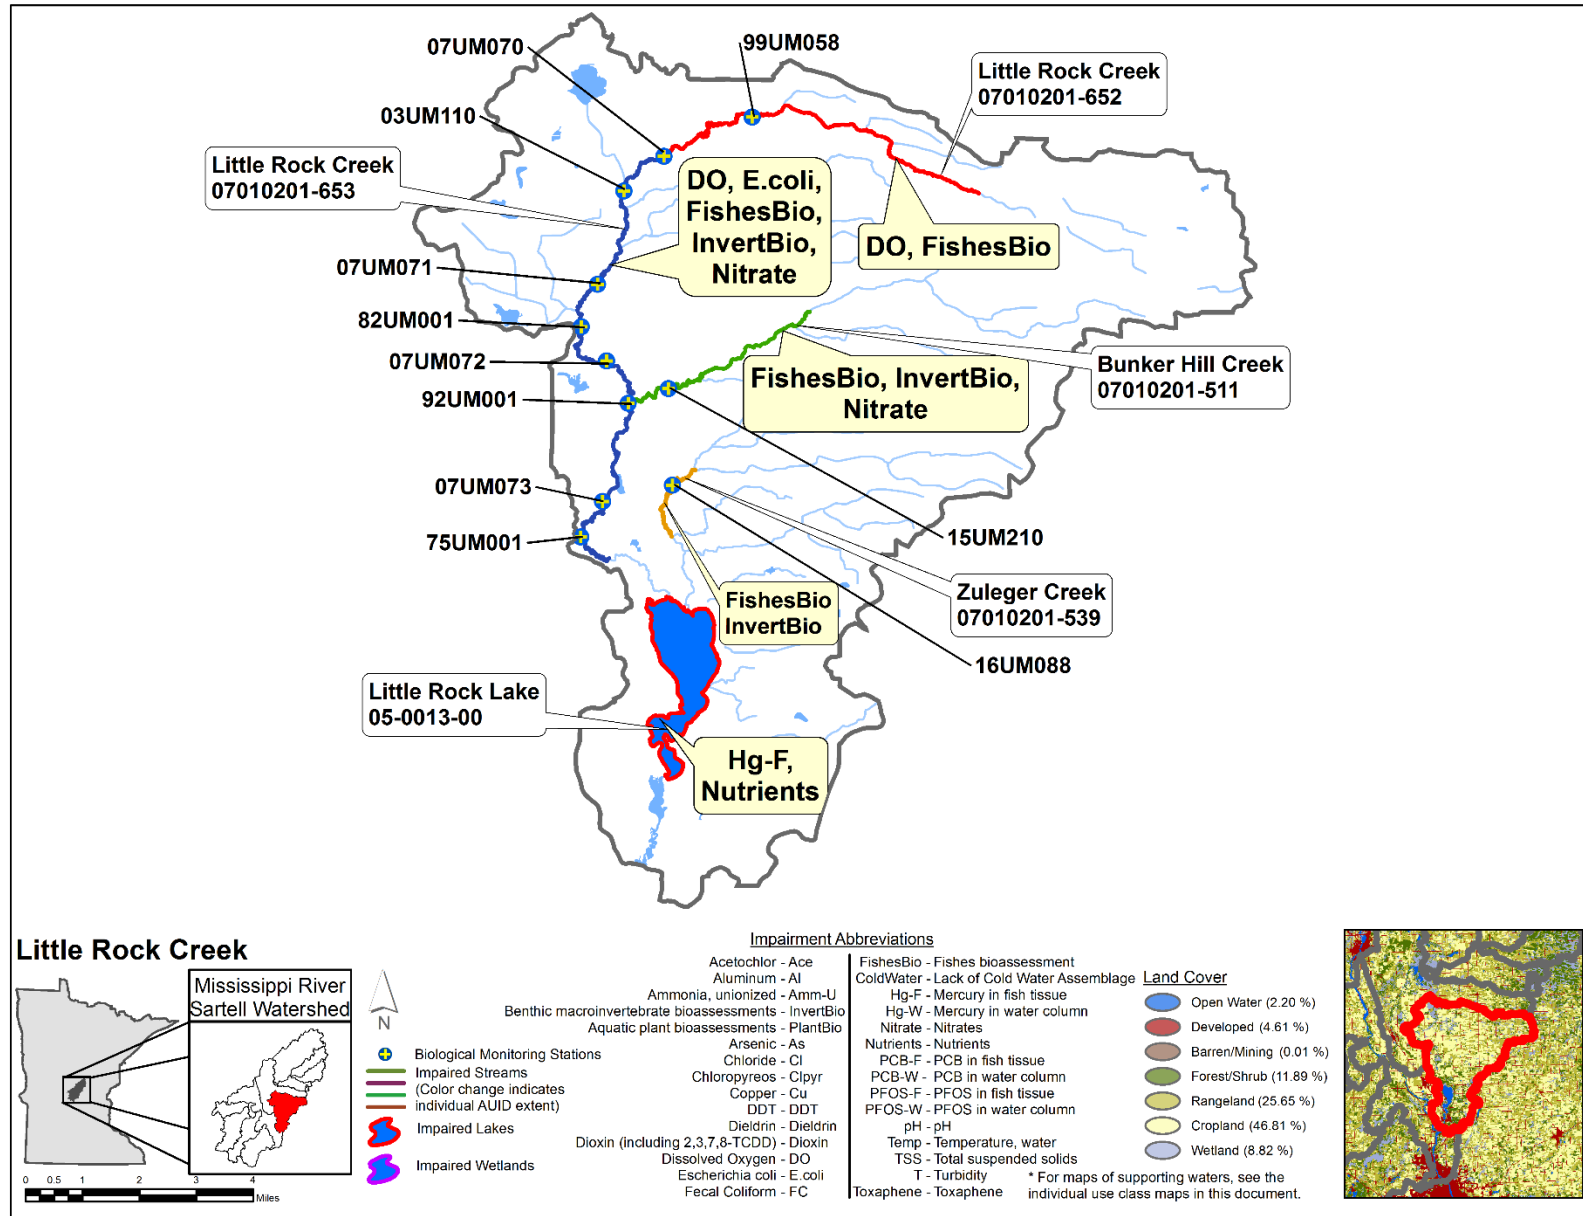 07UM070
99UM058
Little Rock Creek
07010201-652
03UM110
Little Rock Creek
07010201-653
DO, E.coli,
FishesBio,
InvertBio,
Nitrate
DO, FishesBio
07UM071
82UM001
07UM072
92UM001
FishesBio, InvertBio,
Nitrate
Bunker Hill Creek
07010201-511
07UM073
75UM001
15UM210
Zuleger Creek
07010201-539
FishesBio
InvertBio
16UM088
Little Rock Lake
05-0013-00
Hg-F,
Nutrients
Little Rock Creek
Mississippi River
Sartell Watershed
0 0.5 1 2 3 4
Miles
N
Biological Monitoring Stations
Impaired Streams
(Color change indicates
individual AUID extent)
Impaired Lakes
Impaired Wetlands
Impairment Abbreviations
Acetochlor - Ace
Aluminum - Al
Ammonia, unionized - Amm-U
Benthic macroinvertebrate bioassessments - InvertBio
Aquatic plant bioassessments - PlantBio
Arsenic - As
Chloride - Cl
Chloropyreos - Clpyr
Copper - Cu
DDT - DDT
Dieldrin - Dieldrin
Dioxin (including 2,3,7,8-TCDD) - Dioxin
Dissolved Oxygen - DO
Escherichia coli - E.coli
Fecal Coliform - FC
FishesBio - Fishes bioassessment
ColdWater - Lack of Cold Water Assemblage
Hg-F - Mercury in fish tissue
Hg-W - Mercury in water column
Nitrate - Nitrates
Nutrients - Nutrients
PCB-F - PCB in fish tissue
PCB-W - PCB in water column
PFOS-F - PFOS in fish tissue
PFOS-W - PFOS in water column
pH - pH
Temp - Temperature, water
TSS - Total suspended solids
T - Turbidity
Toxaphene - Toxaphene
Land Cover
Open Water (2.20 %)
Developed (4.61 %)
Barren/Mining (0.01 %)
Forest/Shrub (11.89 %)
Rangeland (25.65 %)
Cropland (46.81 %)
Wetland (8.82 %)
* For maps of supporting waters, see the
individual use class maps in this document.